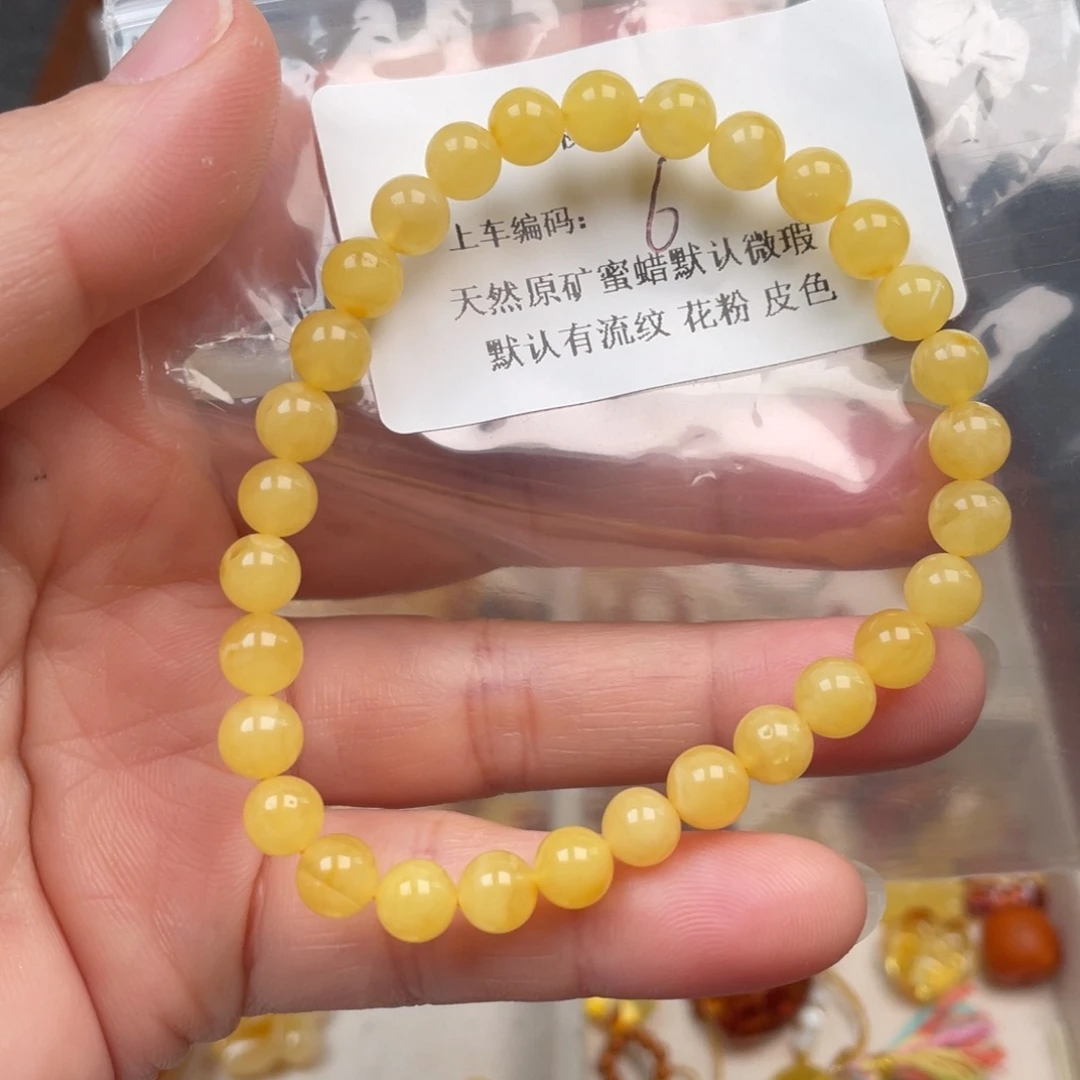 上车编码: 6
天然原矿蜜蜡默认微瑕
默认有流纹 花粉 皮色